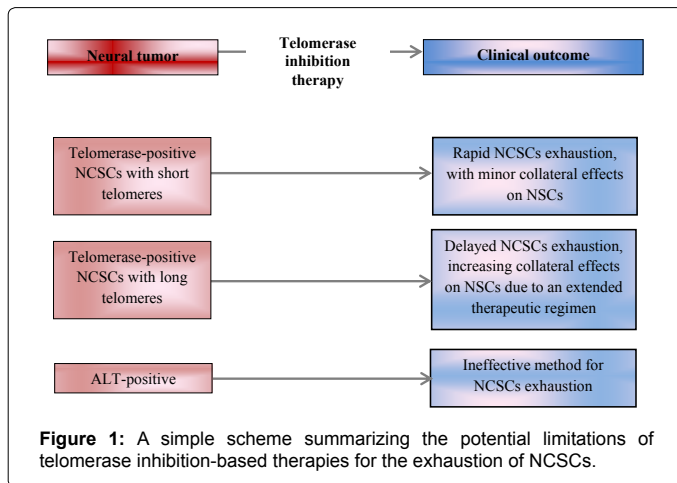 Neural tumor
Telomerase
inhibition
therapy
Clinical outcome
Telomerase-positive
NCSCs with short
telomeres
Rapid NCSCs exhaustion,
with minor collateral effects
on NSCs
Telomerase-positive
NCSCs with long
telomeres
Delayed NCSCs exhaustion,
increasing collateral effects
on NSCs due to an extended
therapeutic regimen
ALT-positive
Ineffective method for
NCSCs exhaustion
Figure 1: A simple scheme summarizing the potential limitations of
telomerase inhibition-based therapies for the exhaustion of NCSCs.